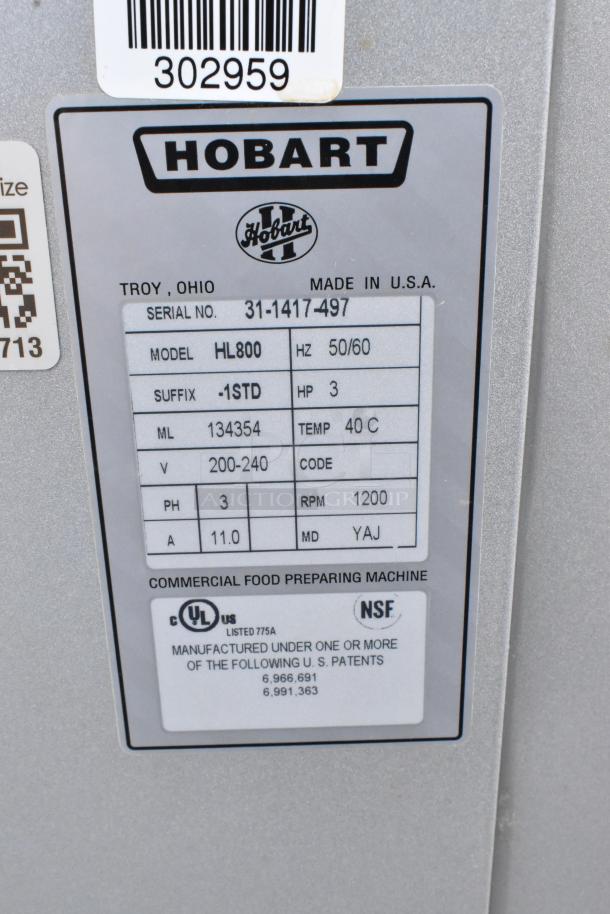 302959
ize
713
HOBART
Hobart
TROY, OHIO MADE IN U.S.A.
SERIAL NO. 31-1417-497
MODEL HL800 HZ 50/60
SUFFIX -1STD HP 3
ML 134354 TEMP 40 C
V 200-240 CODE
PH 3 RPM 1200
A 11.0 MD YAJ
AUCTION GROUP
COMMERCIAL FOOD PREPARING MACHINE
C UL US NSF
LISTED 775A
MANUFACTURED UNDER ONE OR MORE
OF THE FOLLOWING U. S. PATENTS
6,966,691
6,991,363